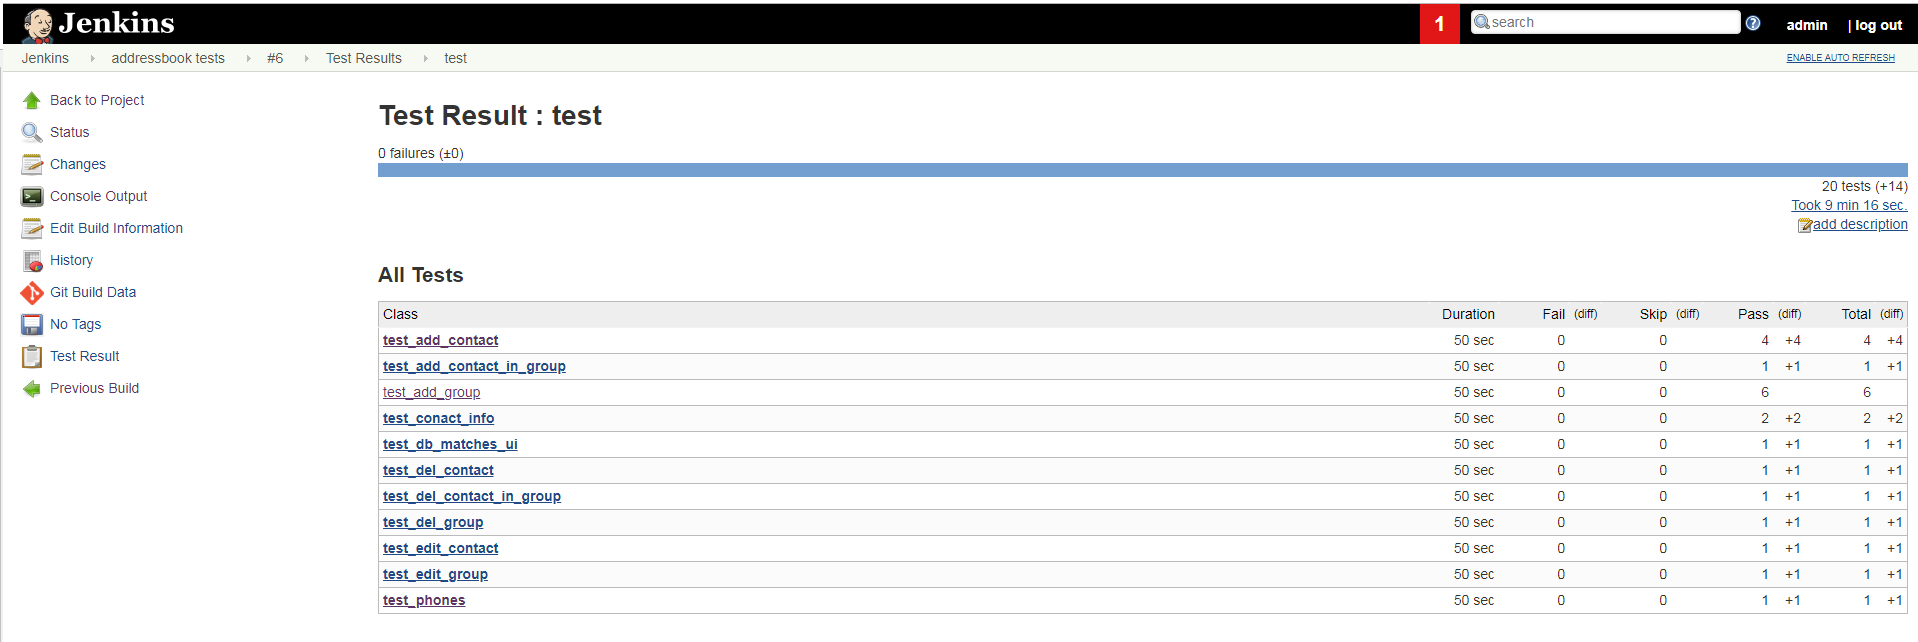 Jenkins 1 search admin | log out
Jenkins addressbook tests #6 Test Results test ENABLE AUTO REFRESH
Back to Project
Status
Changes
Console Output
Edit Build Information
History
Git Build Data
No Tags
Test Result
Previous Build
Test Result : test
0 failures (±0)
20 tests (+14)
Took 9 min 16 sec.
add description
All Tests
Class Duration Fail (diff) Skip (diff) Pass (diff) Total (diff)
test_add_contact 50 sec 0 0 4 +4 4 +4
test_add_contact_in_group 50 sec 0 0 1 +1 1 +1
test_add_group 50 sec 0 0 6 6
test_conact_info 50 sec 0 0 2 +2 2 +2
test_db_matches_ui 50 sec 0 0 1 +1 1 +1
test_del_contact 50 sec 0 0 1 +1 1 +1
test_del_contact_in_group 50 sec 0 0 1 +1 1 +1
test_del_group 50 sec 0 0 1 +1 1 +1
test_edit_contact 50 sec 0 0 1 +1 1 +1
test_edit_group 50 sec 0 0 1 +1 1 +1
test_phones 50 sec 0 0 1 +1 1 +1